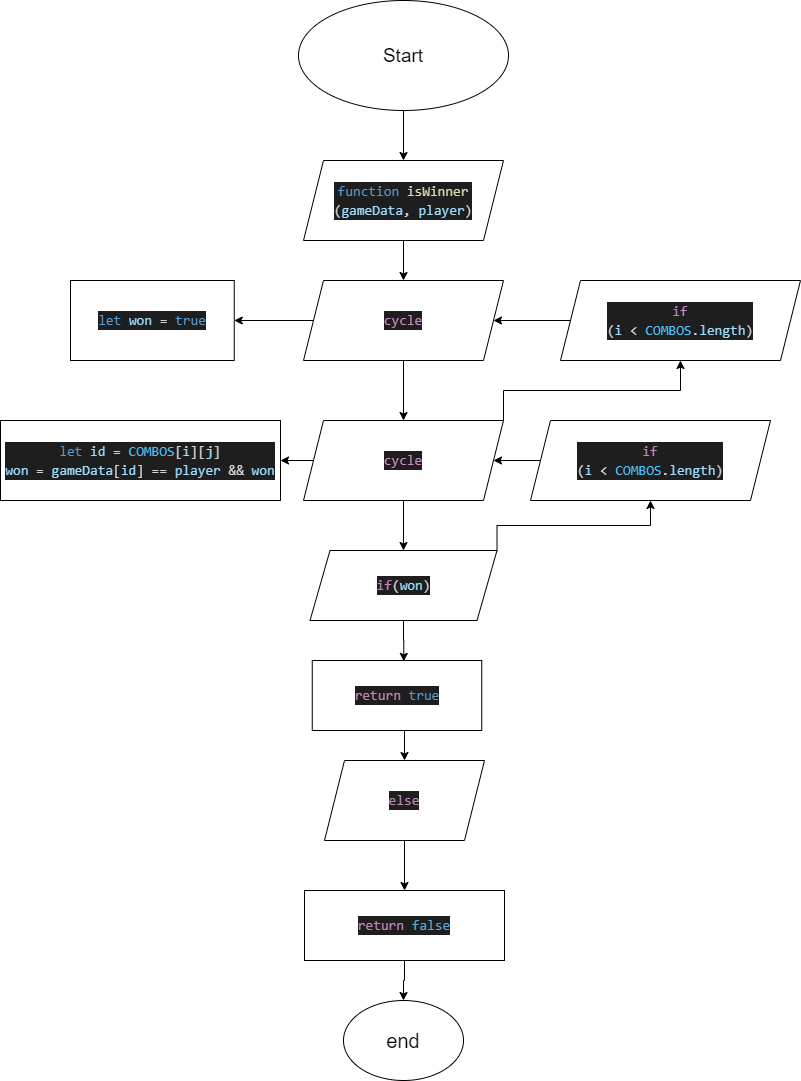 Start
function isWinner
(gameData, player)
let won = true
cycle
if
(i < COMBOS.length)
let id = COMBOS[i][j]
won = gameData[id] == player && won
cycle
if
(i < COMBOS.length)
if(won)
return true
else
return false
end